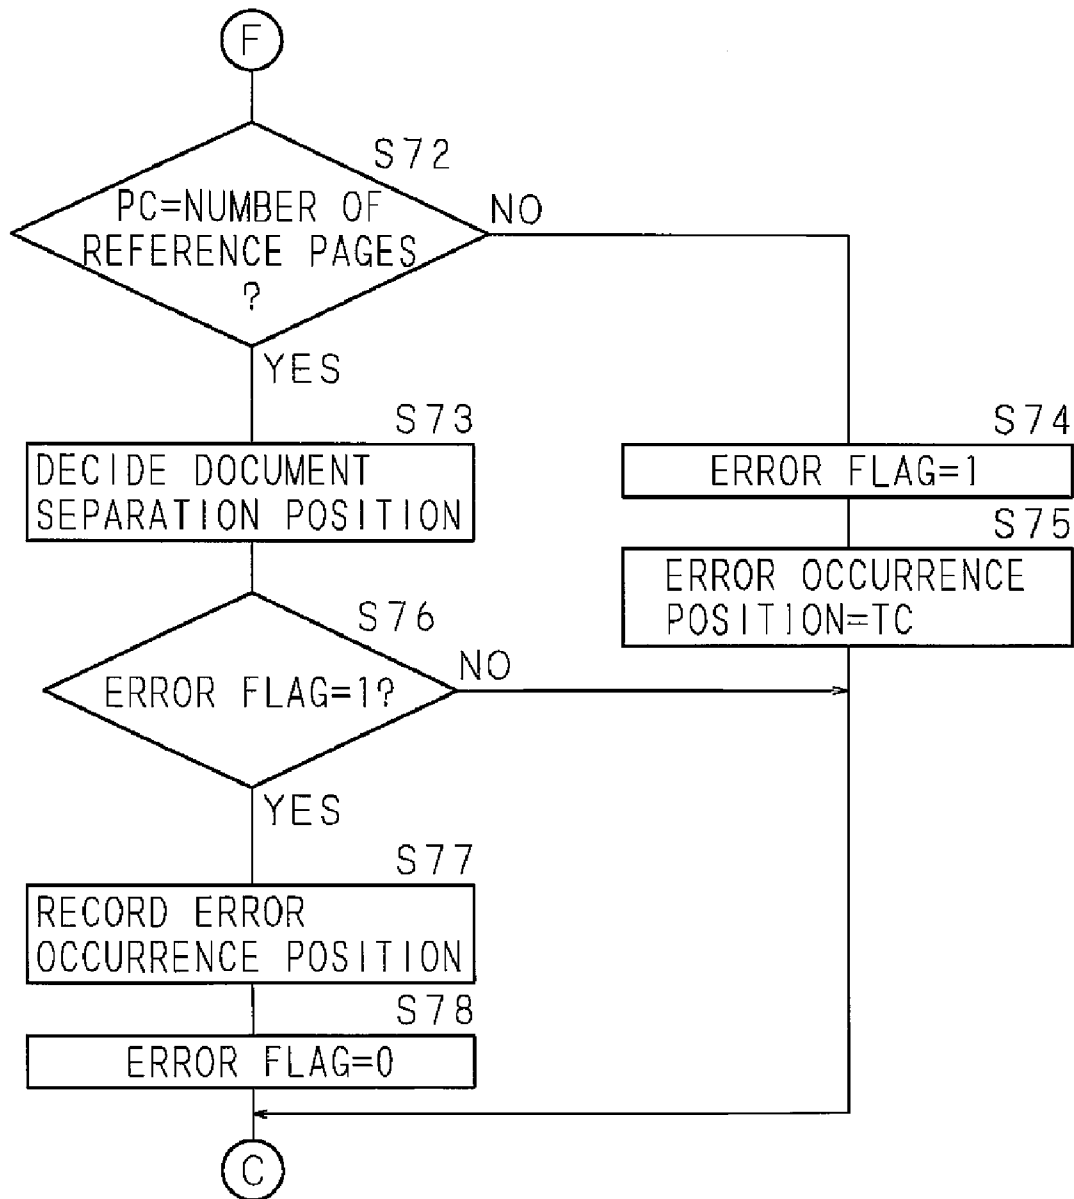 F
S72
PC=NUMBER OF
REFERENCE PAGES
?
NO
YES
S73
DECIDE DOCUMENT
SEPARATION POSITION
S74
ERROR FLAG=1
S75
ERROR OCCURRENCE
POSITION=TC
S76
ERROR FLAG=1?
NO
YES
S77
RECORD ERROR
OCCURRENCE POSITION
S78
ERROR FLAG=0
C